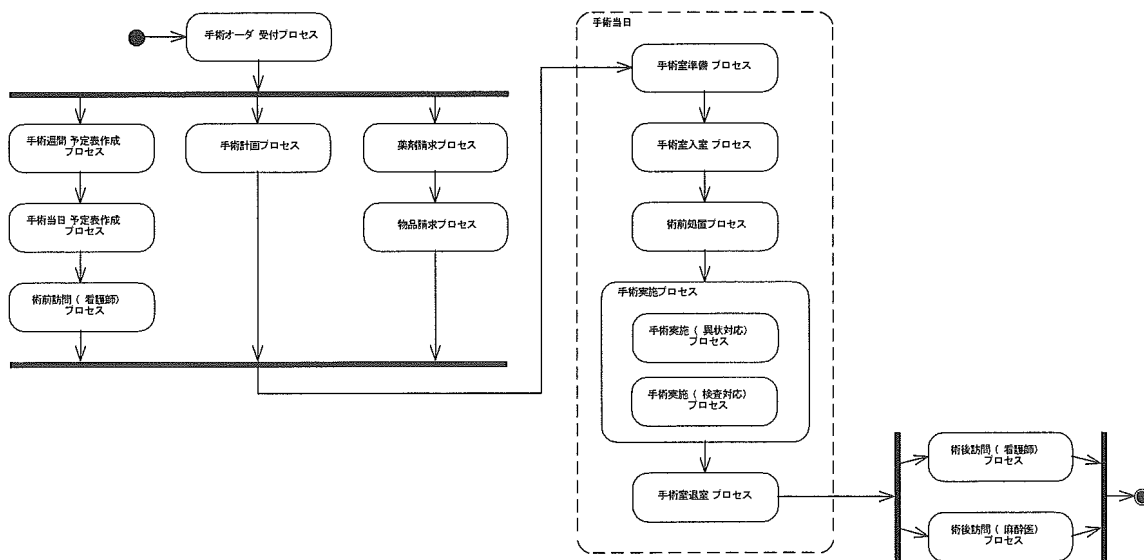 手術オーダ 受付プロセス
手術週間 予定表作成
プロセス
手術計画プロセス
薬剤請求プロセス
手術当日 予定表作成
プロセス
物品請求プロセス
術前訪問 ( 看護師)
プロセス
手術当日
手術室準備 プロセス
手術室入室 プロセス
術前処置プロセス
手術実施プロセス
手術実施 ( 異状対応)
プロセス
手術実施 ( 検査対応)
プロセス
手術室退室 プロセス
術後訪問 ( 看護師)
プロセス
術後訪問 ( 麻酔医)
プロセス